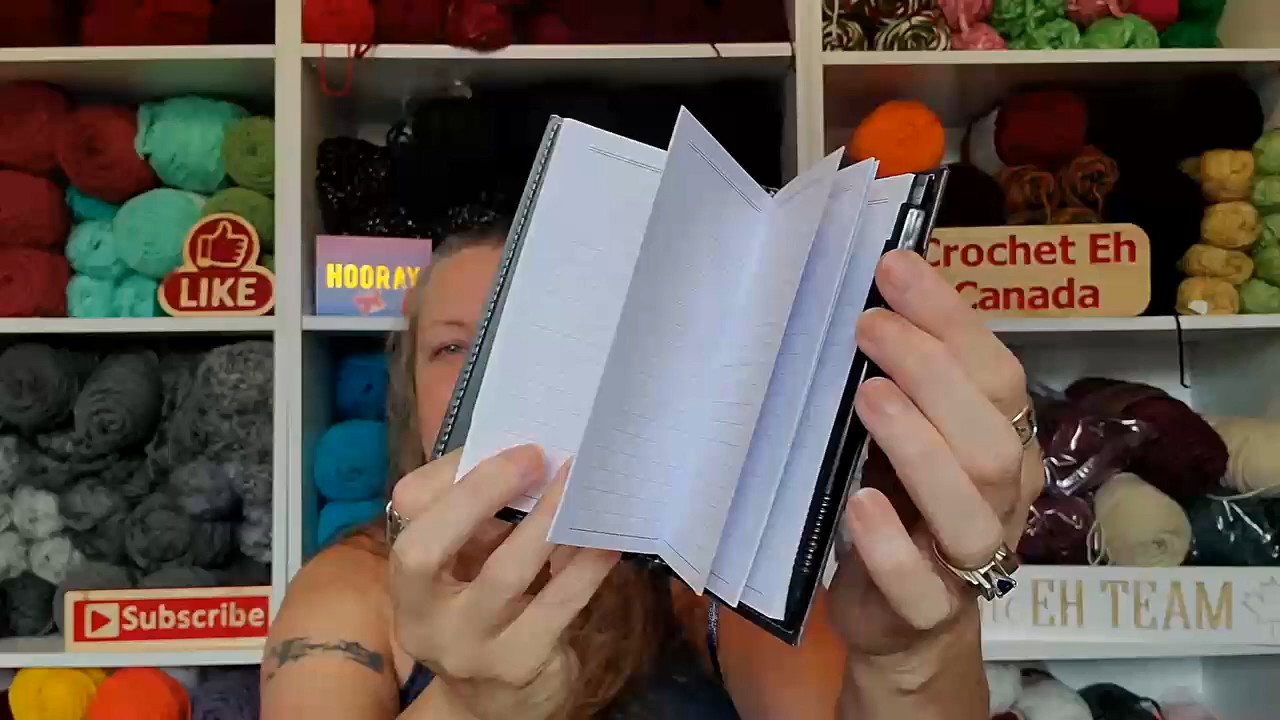 LIKE
HOORAY
Crochet Eh
Canada
Subscribe
EH TEAM